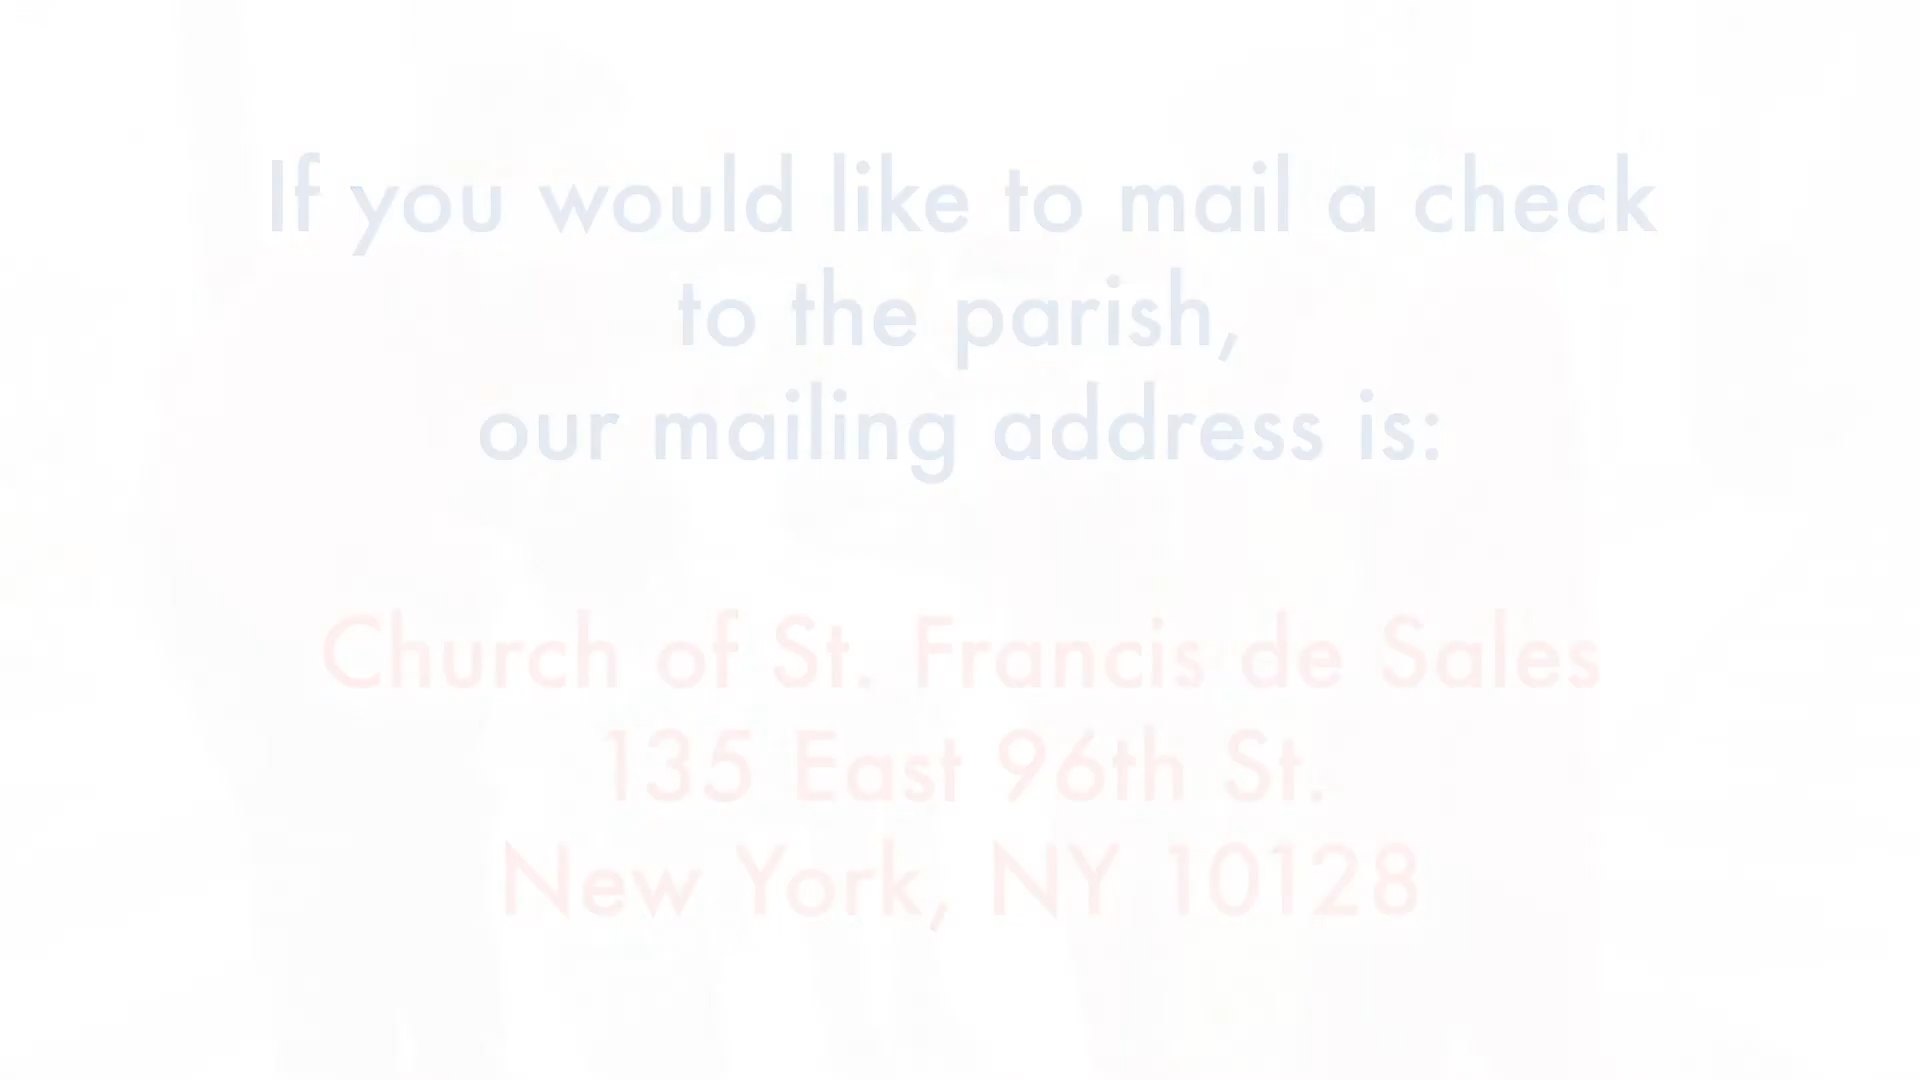 If you would like to mail a check
to the parish,
our mailing address is:
Church of St. Francis de Sales
135 East 96th St.
New York, NY 10128